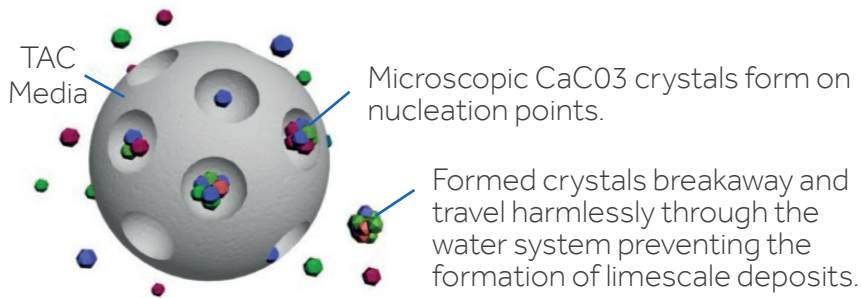 TAC
Media
Microscopic CaC03 crystals form on
nucleation points.
Formed crystals breakaway and
travel harmlessly through the
water system preventing the
formation of limescale deposits.